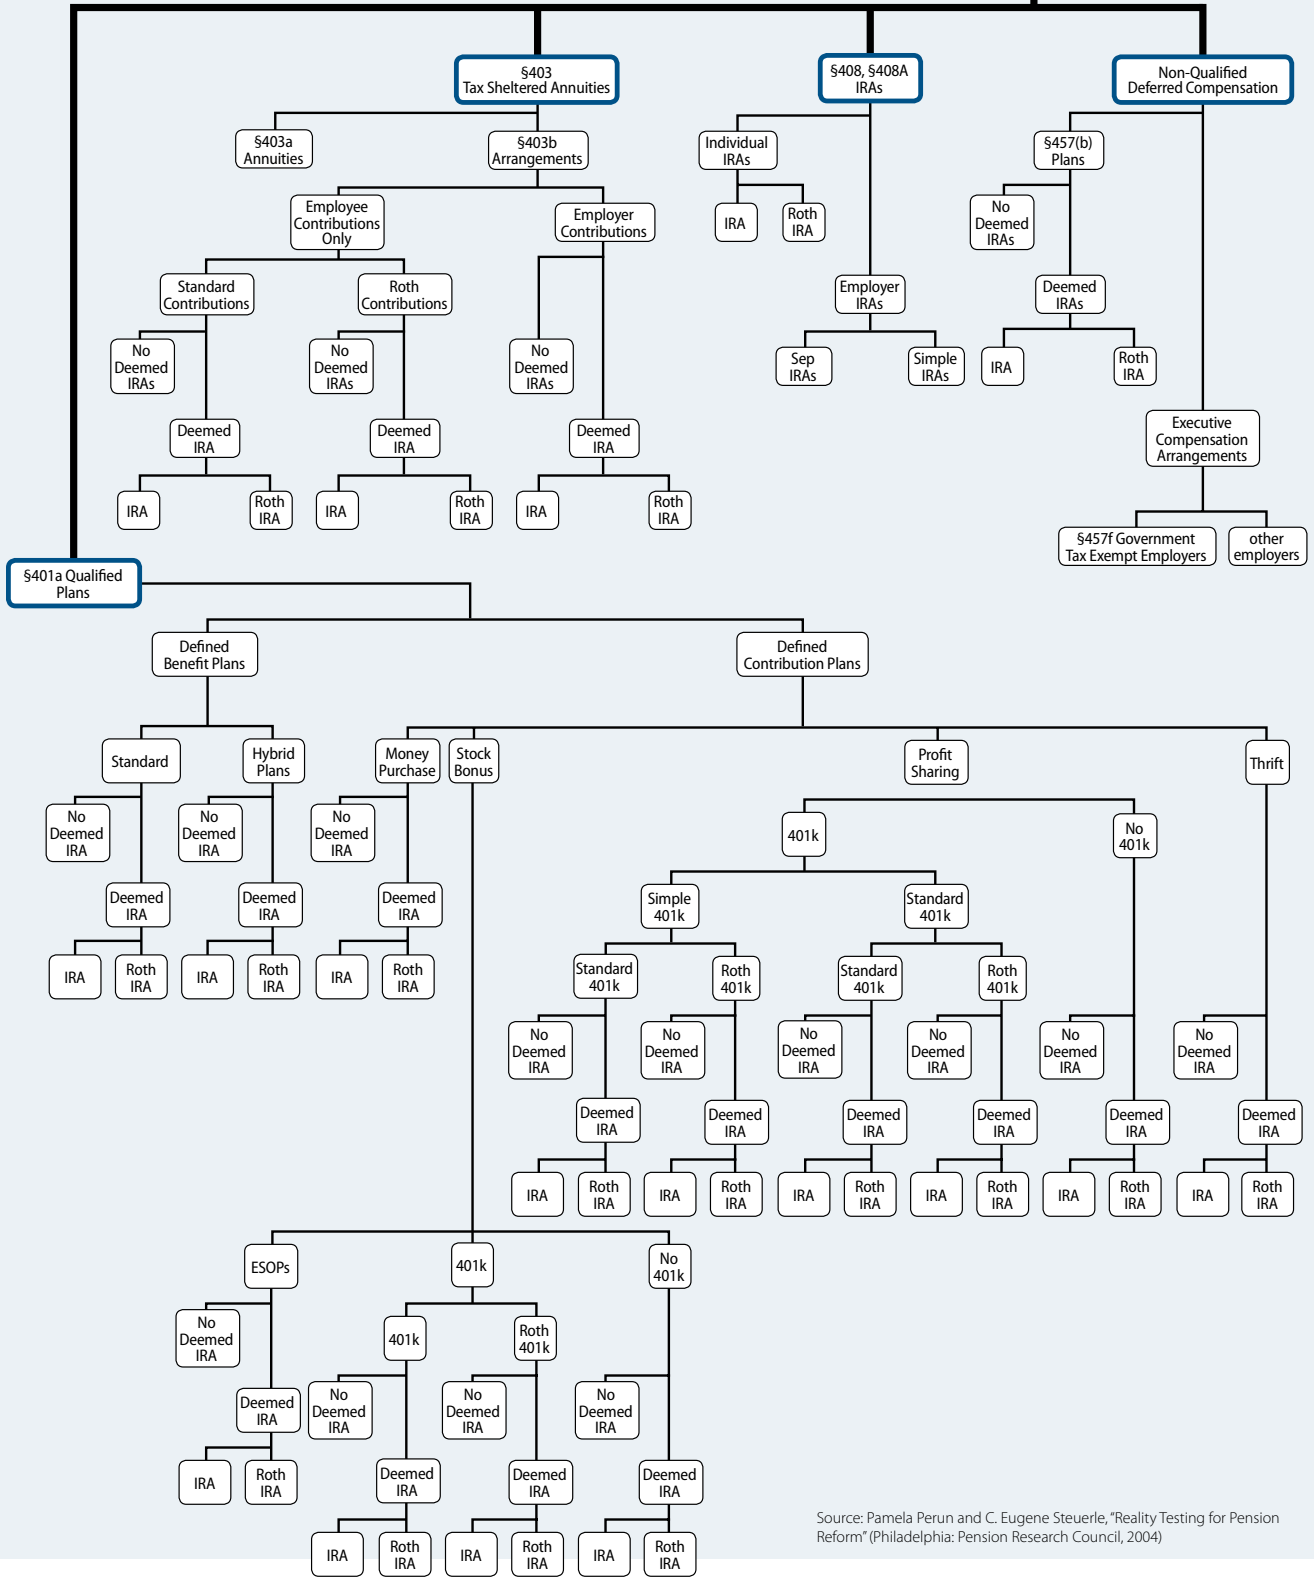 §403
Tax Sheltered Annuities
§408, §408A
IRAs
Non-Qualified
Deferred Compensation
§403a
Annuities
§403b
Arrangements
Individual
IRAs
§457(b)
Plans
Employee
Contributions
Only
Employer
Contributions
IRA
Roth
IRA
No
Deemed
IRAs
Standard
Contributions
Roth
Contributions
Employer
IRAs
Deemed
IRAs
No
Deemed
IRAs
No
Deemed
IRAs
No
Deemed
IRAs
Sep
IRAs
Simple
IRAs
IRA
Roth
IRA
Deemed
IRA
Deemed
IRA
Deemed
IRA
Executive
Compensation
Arrangements
IRA
Roth
IRA
IRA
Roth
IRA
IRA
Roth
IRA
§457f Government
Tax Exempt Employers
other
employers
§401a Qualified
Plans
Defined
Benefit Plans
Defined
Contribution Plans
Standard
Hybrid
Plans
Money
Purchase
Stock
Bonus
Profit
Sharing
Thrift
No
Deemed
IRA
No
Deemed
IRA
No
Deemed
IRA
401k
No
401k
Deemed
IRA
Deemed
IRA
Deemed
IRA
Simple
401k
Standard
401k
IRA
Roth
IRA
IRA
Roth
IRA
IRA
Roth
IRA
Standard
401k
Roth
401k
Standard
401k
Roth
401k
No
Deemed
IRA
No
Deemed
IRA
No
Deemed
IRA
No
Deemed
IRA
No
Deemed
IRA
No
Deemed
IRA
Deemed
IRA
Deemed
IRA
Deemed
IRA
Deemed
IRA
Deemed
IRA
Deemed
IRA
IRA
Roth
IRA
IRA
Roth
IRA
IRA
Roth
IRA
IRA
Roth
IRA
IRA
Roth
IRA
IRA
Roth
IRA
ESOPs
401k
No
401k
No
Deemed
IRA
401k
Roth
401k
Deemed
IRA
No
Deemed
IRA
No
Deemed
IRA
No
Deemed
IRA
IRA
Roth
IRA
Deemed
IRA
Deemed
IRA
Deemed
IRA
IRA
Roth
IRA
IRA
Roth
IRA
IRA
Roth
IRA
Source: Pamela Perun and C. Eugene Steuerle, "Reality Testing for Pension
Reform" (Philadelphia: Pension Research Council, 2004)